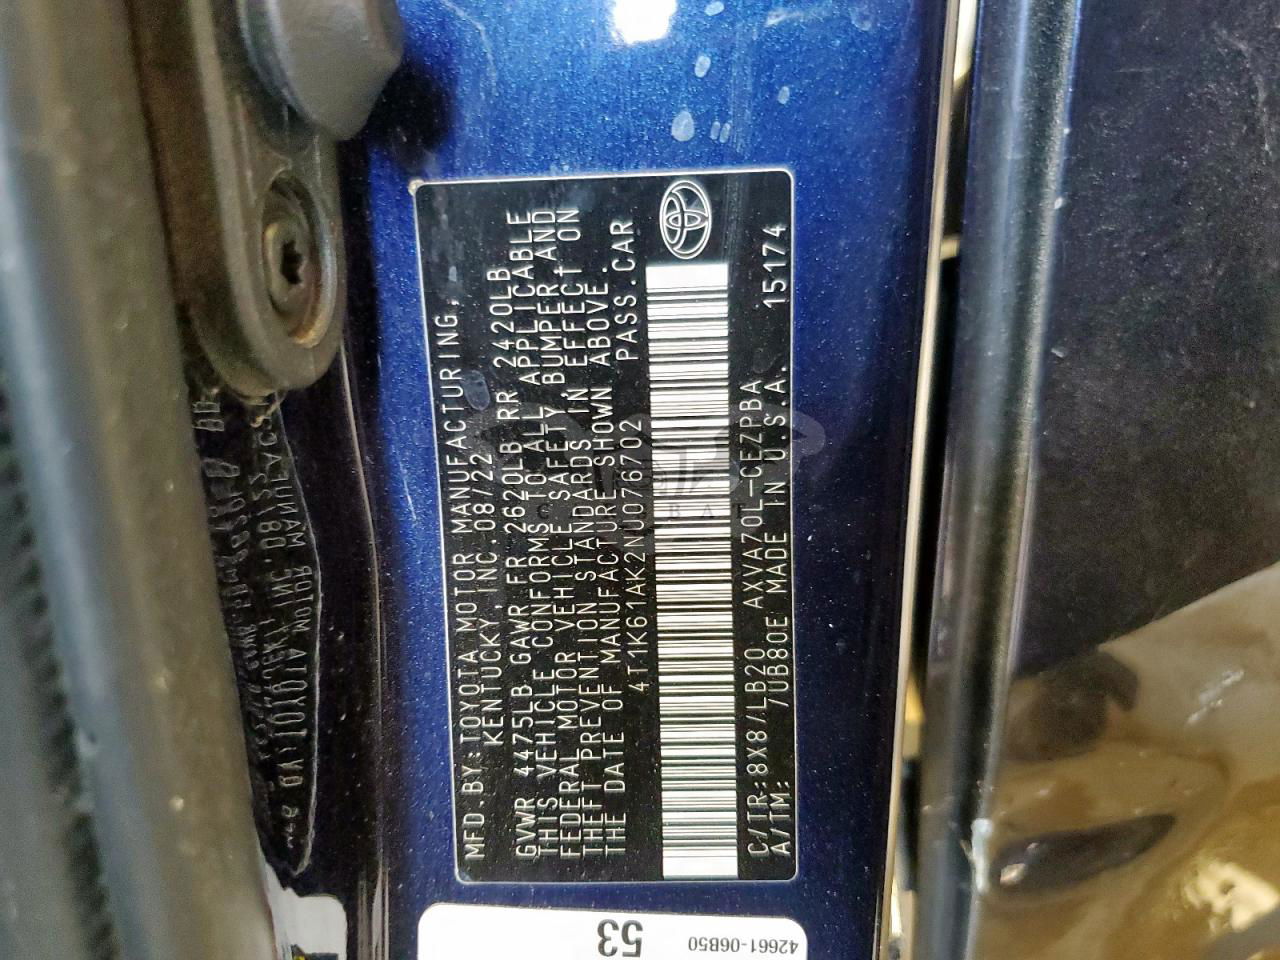 MFD.BY:TOYOTA MOTOR MANUFACTURING,
KENTUCKY, INC. 08/22
GVWR 4475LB GAWR FR 2620LB RR 2420LB
THIS VEHICLE CONFORMS TO ALL APPLICABLE
FEDERAL MOTOR VEHICLE SAFETY BUMPER, AND
THEFT PREVENTION STANDARDS IN EFFECT ON
THE DATE OF MANUFACTURE SHOWN ABOVE.
4T1K61AK2NU076702 PASS.CAR
C/TR:8X8/LB20 AXVA70L-CEZPBA 15174
A/TM: 7UB80E MADE IN U.S.A.
53
42661-06B50